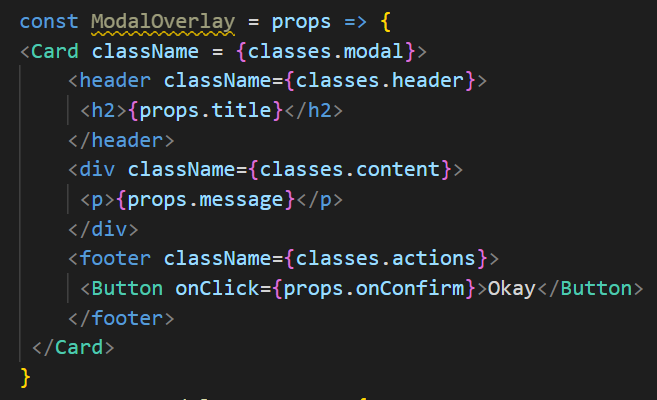 const ModalOverlay = props => {
<Card className = {classes.modal}>
<header className={classes.header}>
<h2>{props.title}</h2>
</header>
<div className={classes.content}>
<p>{props.message}</p>
</div>
<footer className={classes.actions}>
<Button onClick={props.onConfirm}>Okay</Button>
</footer>
</Card>
}